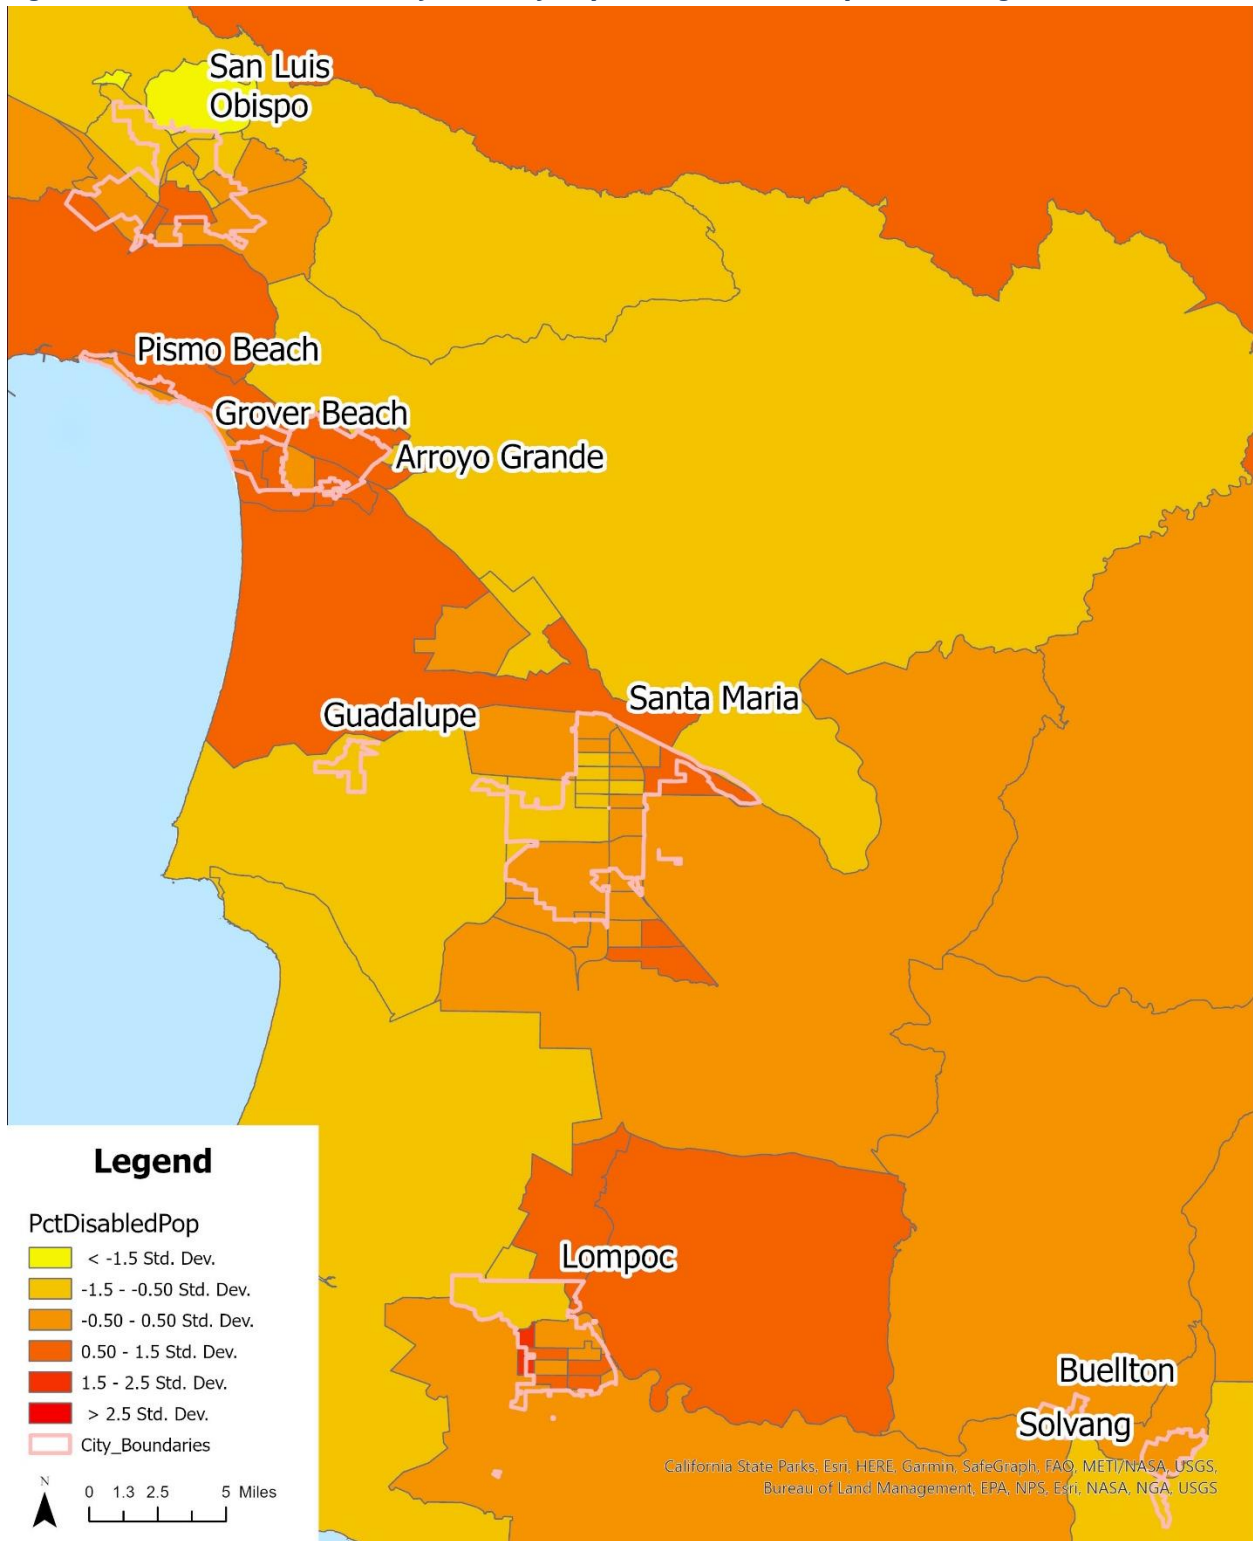 San Luis
Obispo
Pismo Beach
Grover Beach
Arroyo Grande
Santa Maria
Guadalupe
Lompoc
Buellton
Solvang
Legend
PctDisabledPop
< -1.5 Std. Dev.
-1.5 - -0.50 Std. Dev.
-0.50 - 0.50 Std. Dev.
0.50 - 1.5 Std. Dev.
1.5 - 2.5 Std. Dev.
> 2.5 Std. Dev.
City_Boundaries
N
0 1.3 2.5 5 Miles
California State Parks, Esri, HERE, Garmin, SafeGraph, FAO, METI/NASA, USGS,
Bureau of Land Management, EPA, NPS, Esri, NASA, NGA, USGS